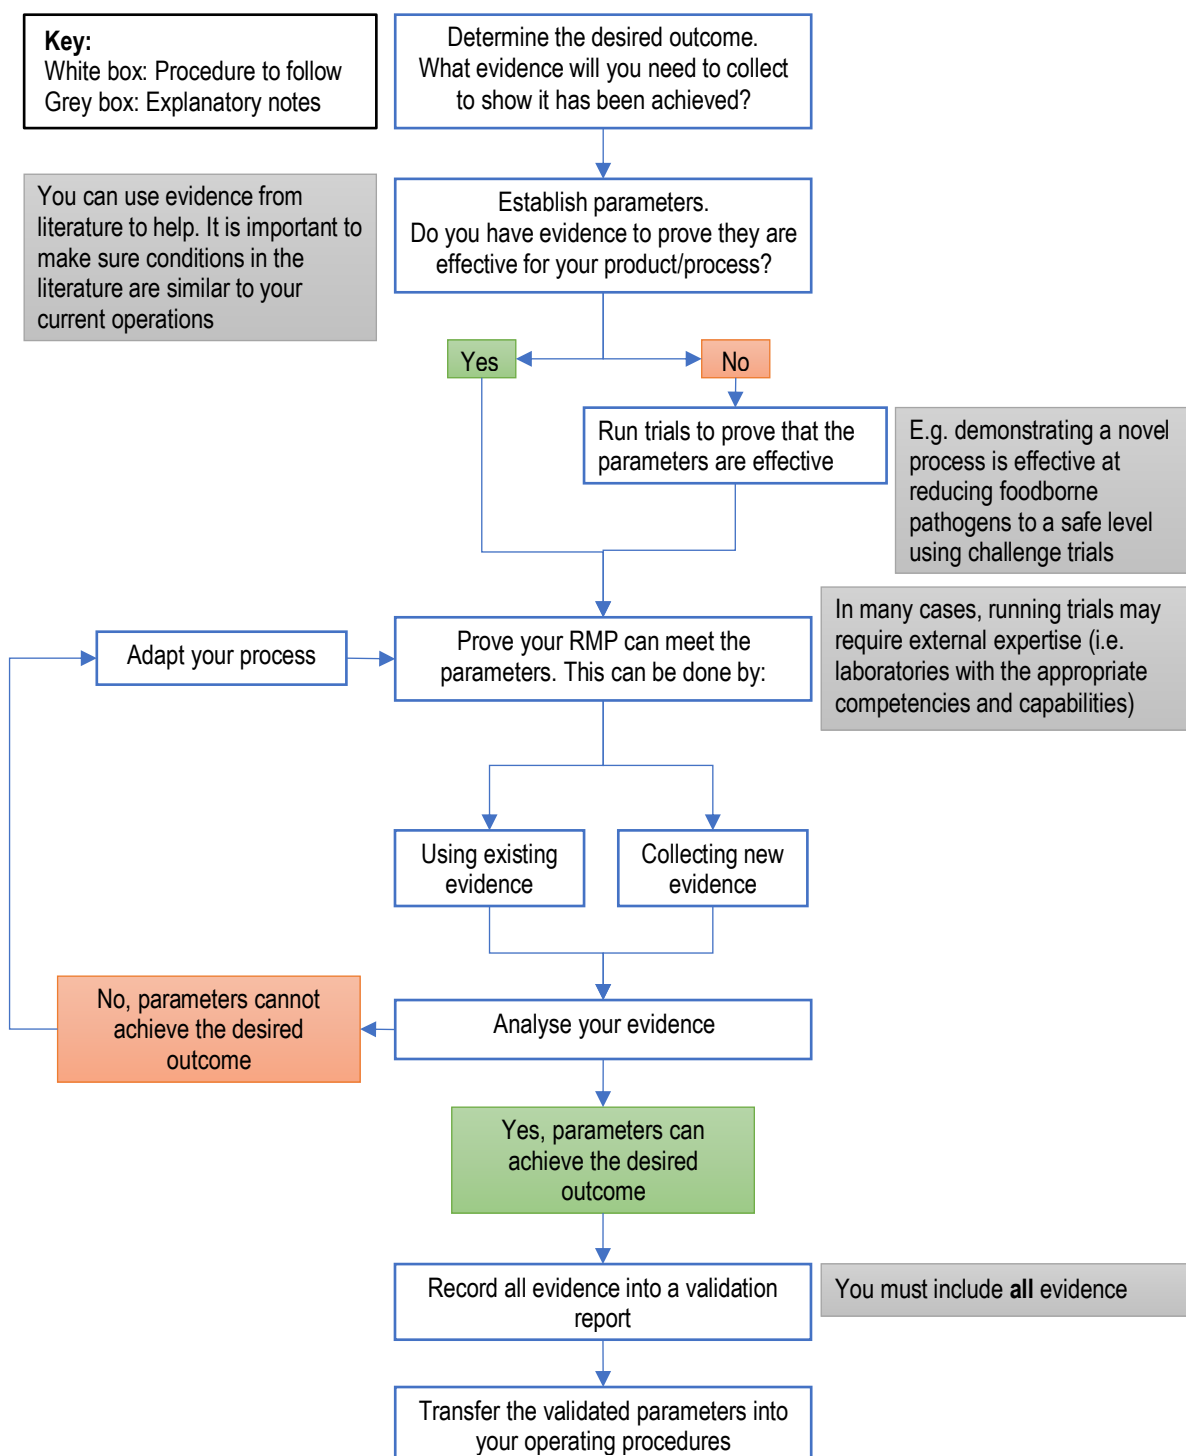 Key:
White box: Procedure to follow
Grey box: Explanatory notes
Determine the desired outcome.
What evidence will you need to collect
to show it has been achieved?
You can use evidence from
literature to help. It is important to
make sure conditions in the
literature are similar to your
current operations
Establish parameters.
Do you have evidence to prove they are
effective for your product/process?
Yes
No
Run trials to prove that the
parameters are effective
E.g. demonstrating a novel
process is effective at
reducing foodborne
pathogens to a safe level
using challenge trials
Adapt your process
Prove your RMP can meet the
parameters. This can be done by:
In many cases, running trials may
require external expertise (i.e.
laboratories with the appropriate
competencies and capabilities)
Using existing
evidence
Collecting new
evidence
No, parameters cannot
achieve the desired
outcome
Analyse your evidence
Yes, parameters can
achieve the desired
outcome
Record all evidence into a validation
report
You must include all evidence
Transfer the validated parameters into
your operating procedures